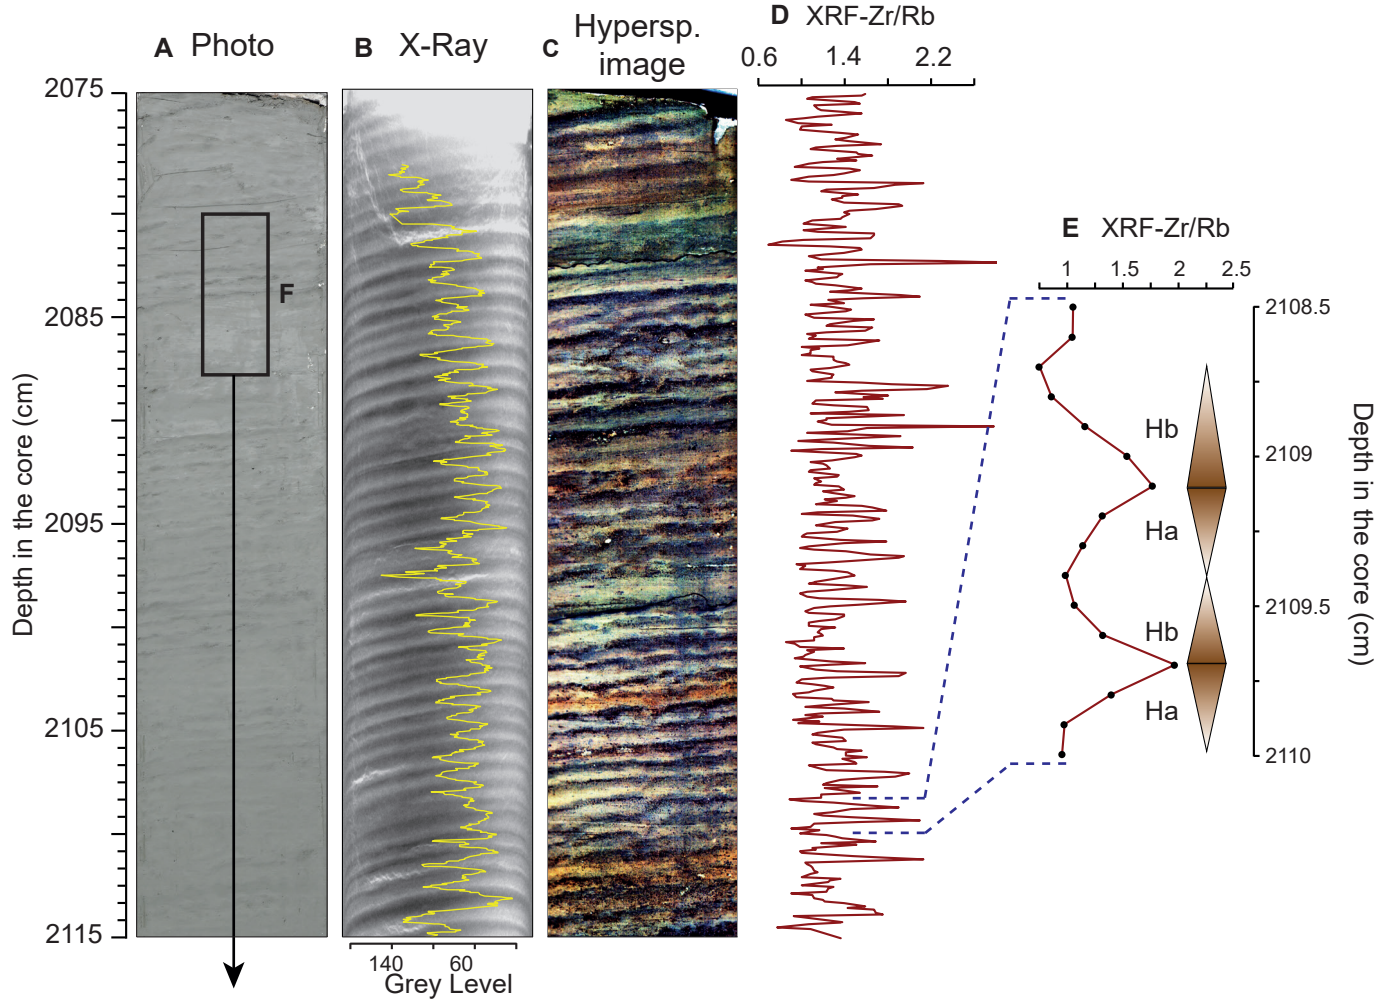 A Photo
B X-Ray
C Hypersp.
image
D XRF-Zr/Rb
0.6 1.4 2.2
2075
2085
2095
2105
2115
Depth in the core (cm)
F
140 60
Grey Level
E XRF-Zr/Rb
1 1.5 2 2.5
2108.5
2109
2109.5
2110
Hb
Ha
Hb
Ha
Depth in the core (cm)